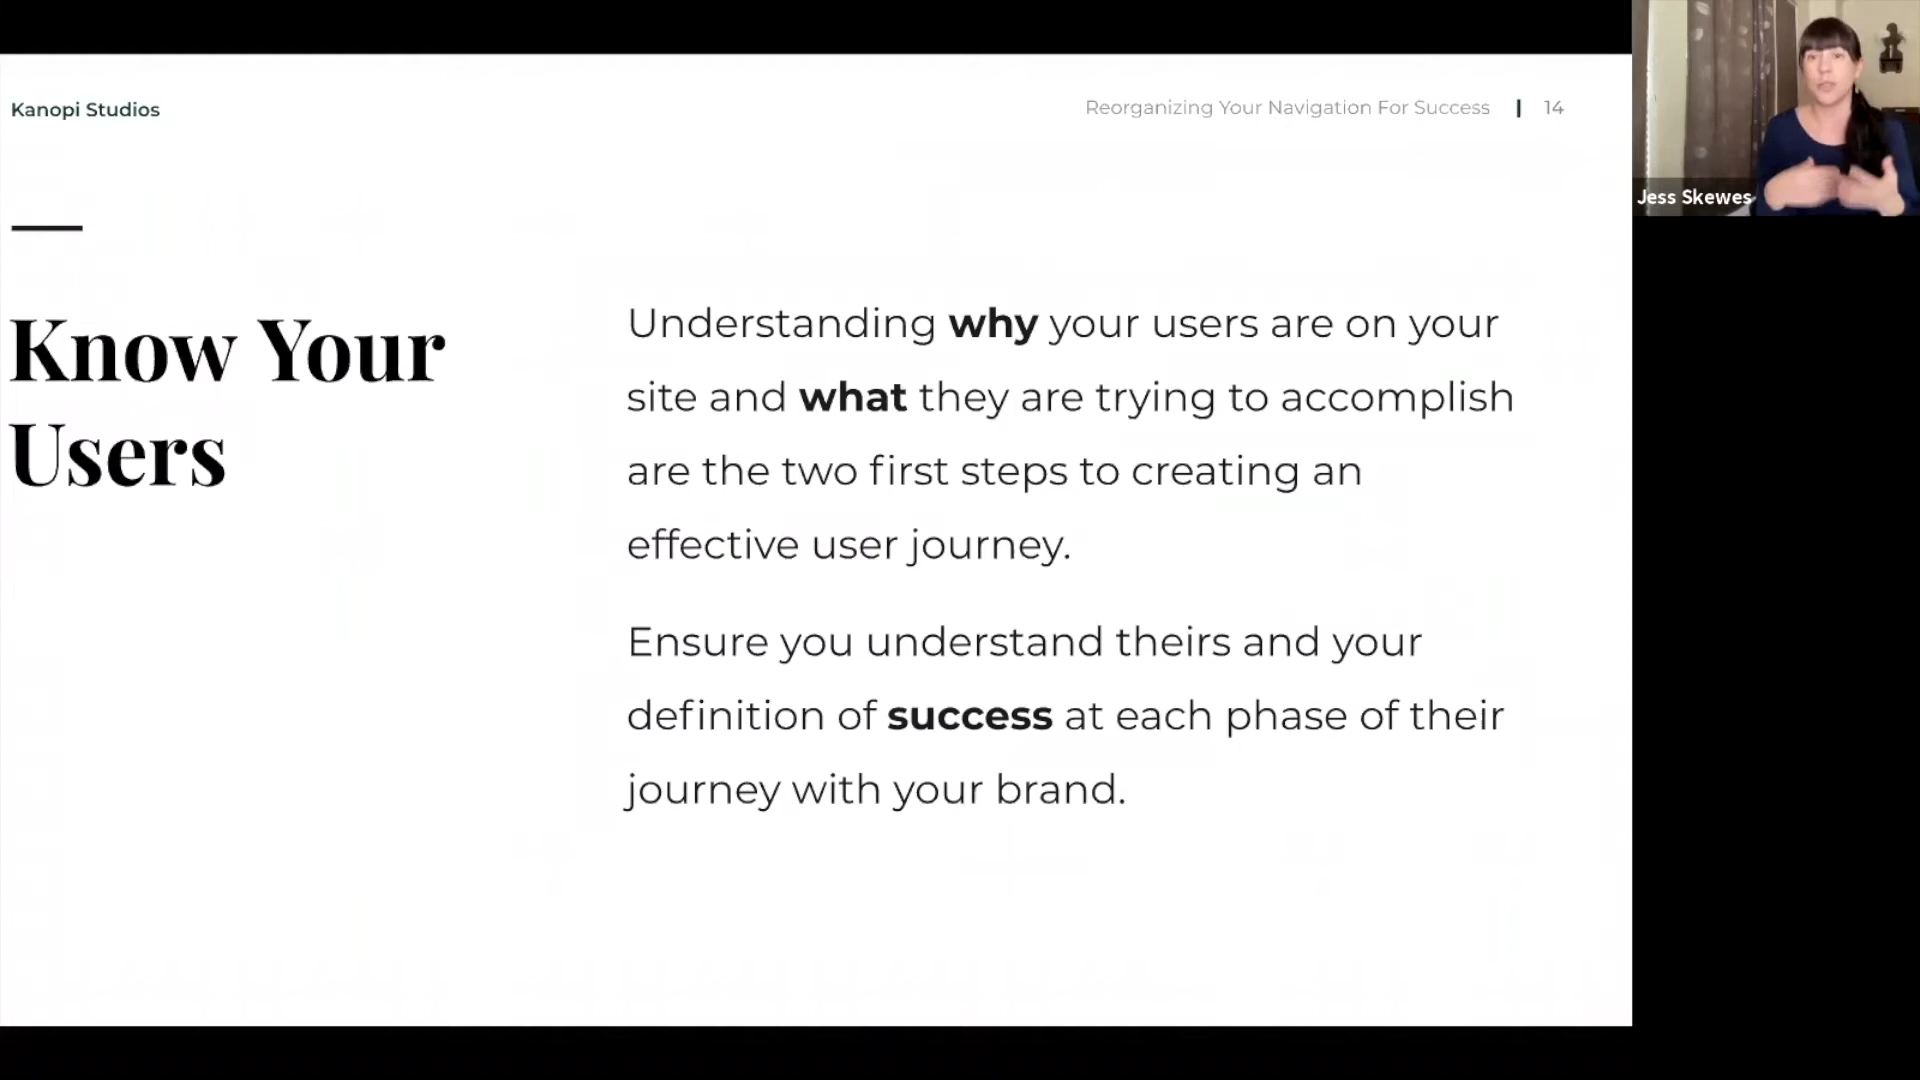 Kanopi Studios
Reorganizing Your Navigation For Success | 14
Jess Skewes
Know Your
Users
Understanding why your users are on your
site and what they are trying to accomplish
are the two first steps to creating an
effective user journey.
Ensure you understand theirs and your
definition of success at each phase of their
journey with your brand.